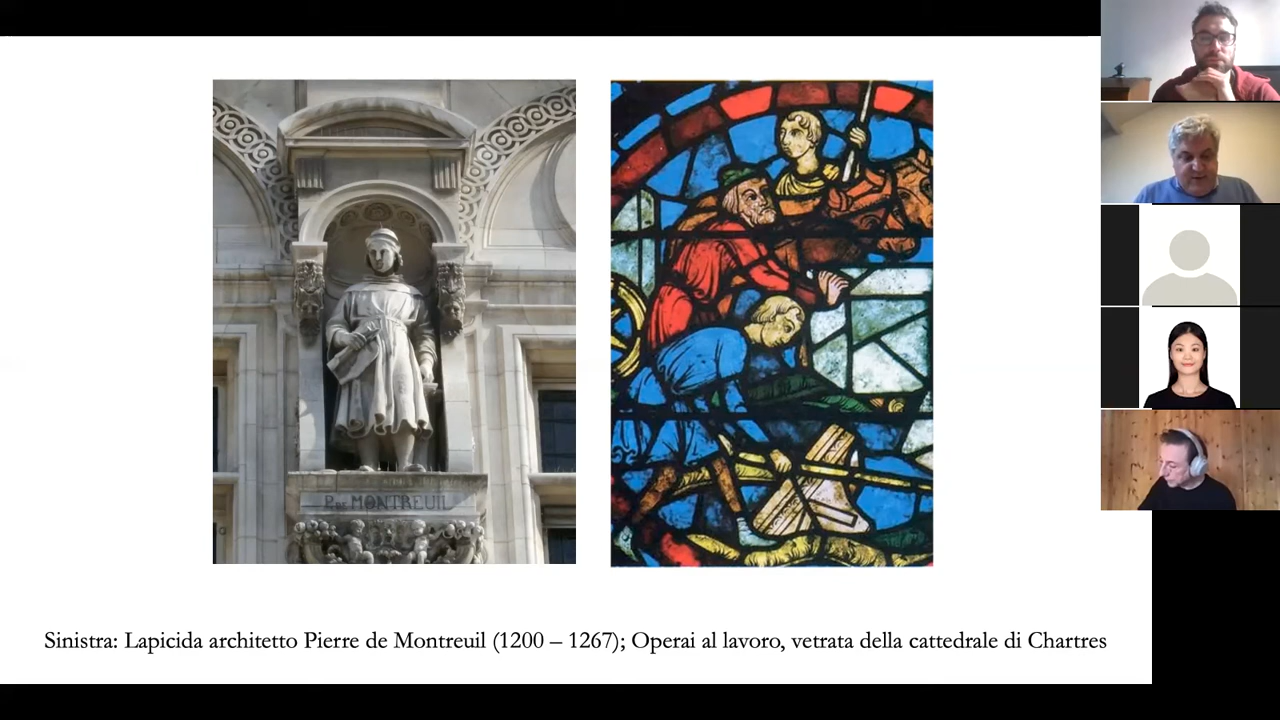 P. DE MONTREUIL
Sinistra: Lapicida architetto Pierre de Montreuil (1200 – 1267); Operai al lavoro, vetrata della cattedrale di Chartres